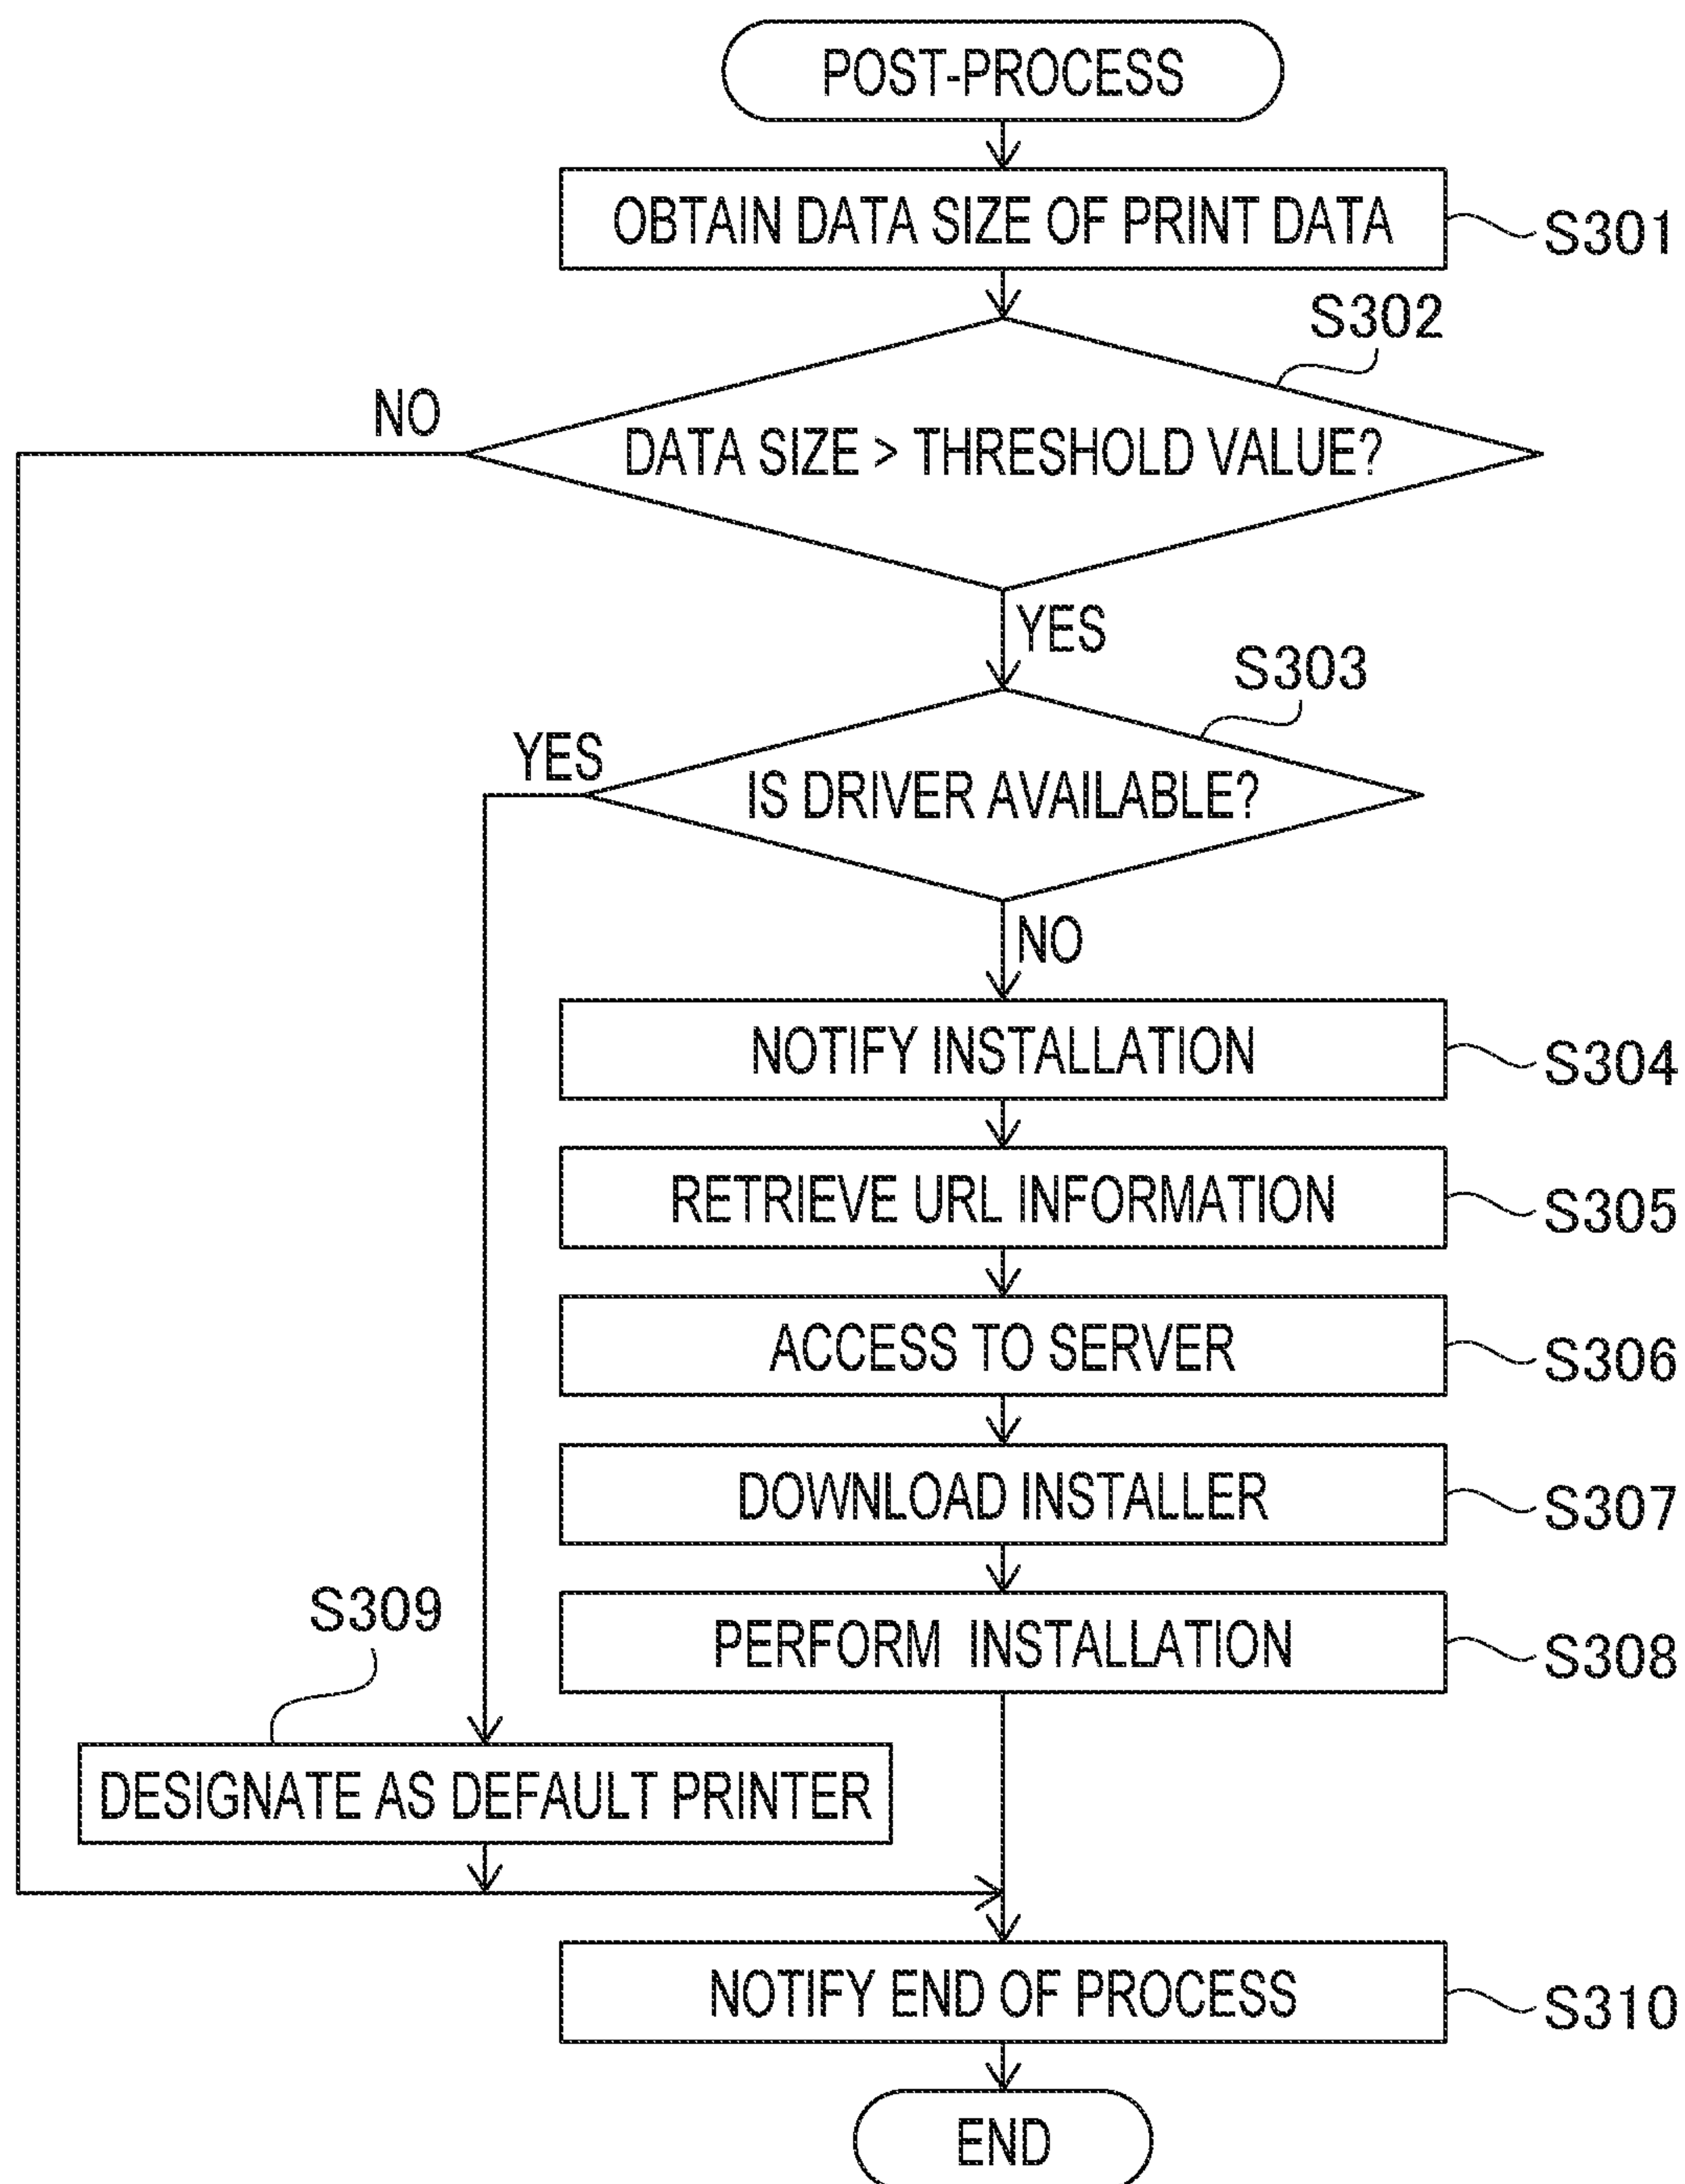 POST-PROCESS
OBTAIN DATA SIZE OF PRINT DATA
S301
S302
NO
DATA SIZE > THRESHOLD VALUE?
YES
S303
YES
IS DRIVER AVAILABLE?
NO
NOTIFY INSTALLATION
S304
RETRIEVE URL INFORMATION
S305
ACCESS TO SERVER
S306
DOWNLOAD INSTALLER
S307
S309
PERFORM INSTALLATION
S308
DESIGNATE AS DEFAULT PRINTER
NOTIFY END OF PROCESS
S310
END